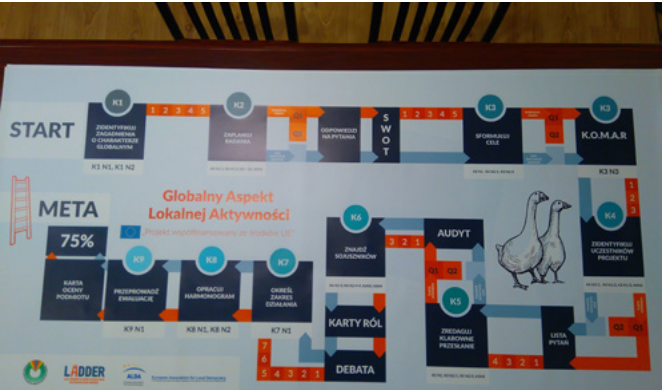 START
K1
ZIDENTYFIKUJ
ZAGADNIENIA
O CHARAKTERZE
GLOBALNYM
K1 N1, K1 N2
1 2 3 4 5
K2
ZAPLANUJ
BADANIA
Q1
Q2
ODPOWIEDZ
NA PYTANIA
SWOT
1 2 3 4 5
K3
SFORMUŁUJ
CELE
Q1
Q2
K3
K.O.M.A.R
K3 N3
1
2
3
K4
ZIDENTYFIKUJ
UCZESTNIKÓW
PROJEKTU
Q2 Q1
LISTA
PYTAŃ
4 3 2 1
K5
ZREDAGUJ
KLAROWNE
PRZESŁANIE
Q1 Q2
AUDYT
3 2 1
K6
ZNAJDŹ
SOJUSZNIKÓW
KARTY RÓL
DEBATA
7
6
5 4 3 2 1
K7
OKREŚL
ZAKRES
DZIAŁANIA
K7 N1
K8
OPRACUJ
HARMONOGRAM
K8 N1, K8 N2
K9
PRZEPROWADŹ
EWALUACJĘ
K9 N1
KARTA
OCENY
PODMIOTU
75%
META
Globalny Aspekt
Lokalnej Aktywności
"Projekt współfinansowany ze środków UE"
LADDER
ALDA
European Association for Local Democracy